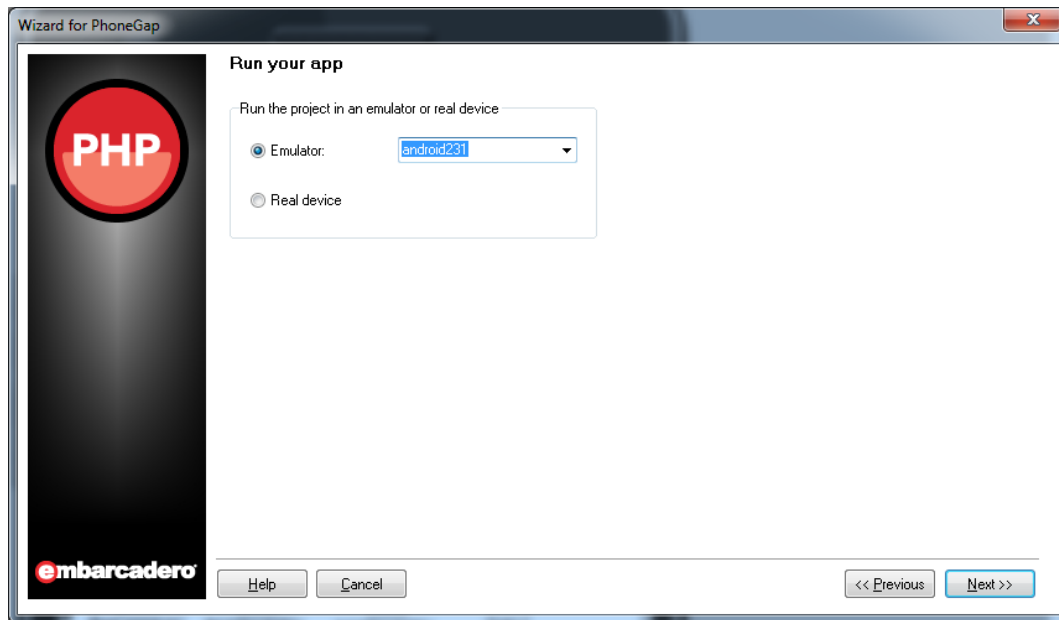 Wizard for PhoneGap
PHP
embarcadero
Run your app
Run the project in an emulator or real device
Emulator: android231
Real device
Help Cancel << Previous Next >>